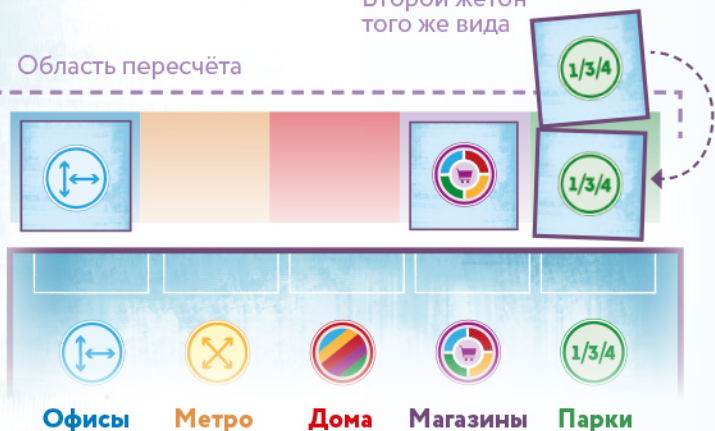 Второй жетон
того же вида
1/3/4
Область пересчёта
1/3/4
1/3/4
Офисы Метро Дома Магазины Парки